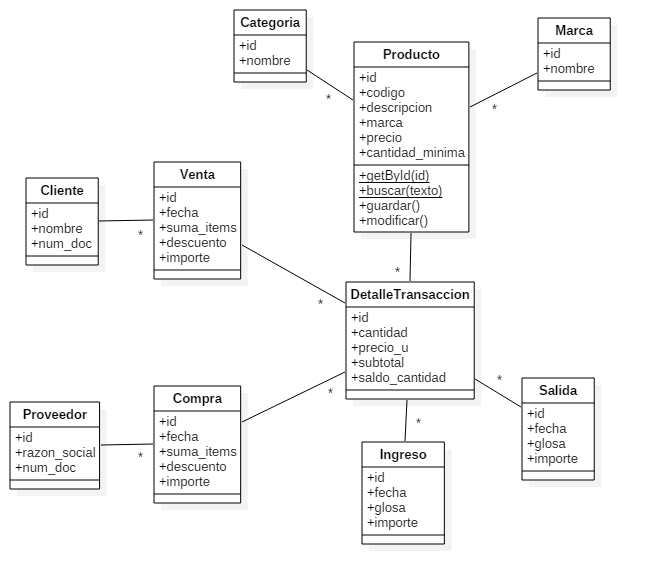 Categoria
+id
+nombre
*
Producto
+id
+codigo
+descripcion
+marca
+precio
+cantidad_minima
+getById(id)
+buscar(texto)
+guardar()
+modificar()
*
Marca
+id
+nombre
*
Cliente
+id
+nombre
+num_doc
*
Venta
+id
+fecha
+suma_items
+descuento
+importe
*
DetalleTransaccion
+id
+cantidad
+precio_u
+subtotal
+saldo_cantidad
*
Proveedor
+id
+razon_social
+num_doc
*
Compra
+id
+fecha
+suma_items
+descuento
+importe
*
Ingreso
+id
+fecha
+glosa
+importe
*
Salida
+id
+fecha
+glosa
+importe
*